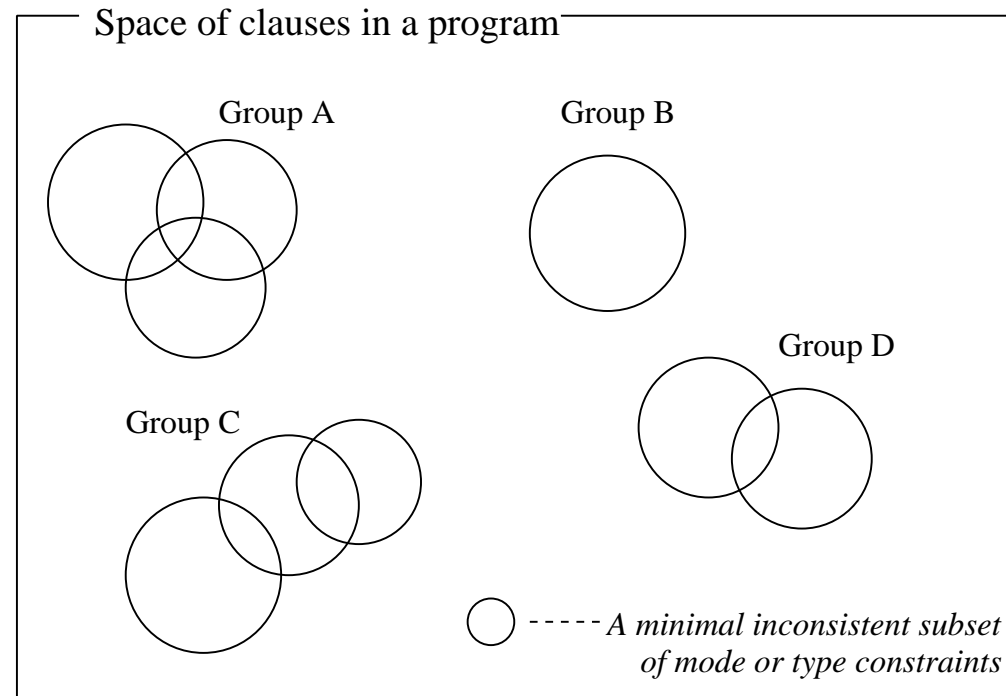 Space of clauses in a program
Group A
Group B
Group D
Group C
A minimal inconsistent subset
of mode or type constraints